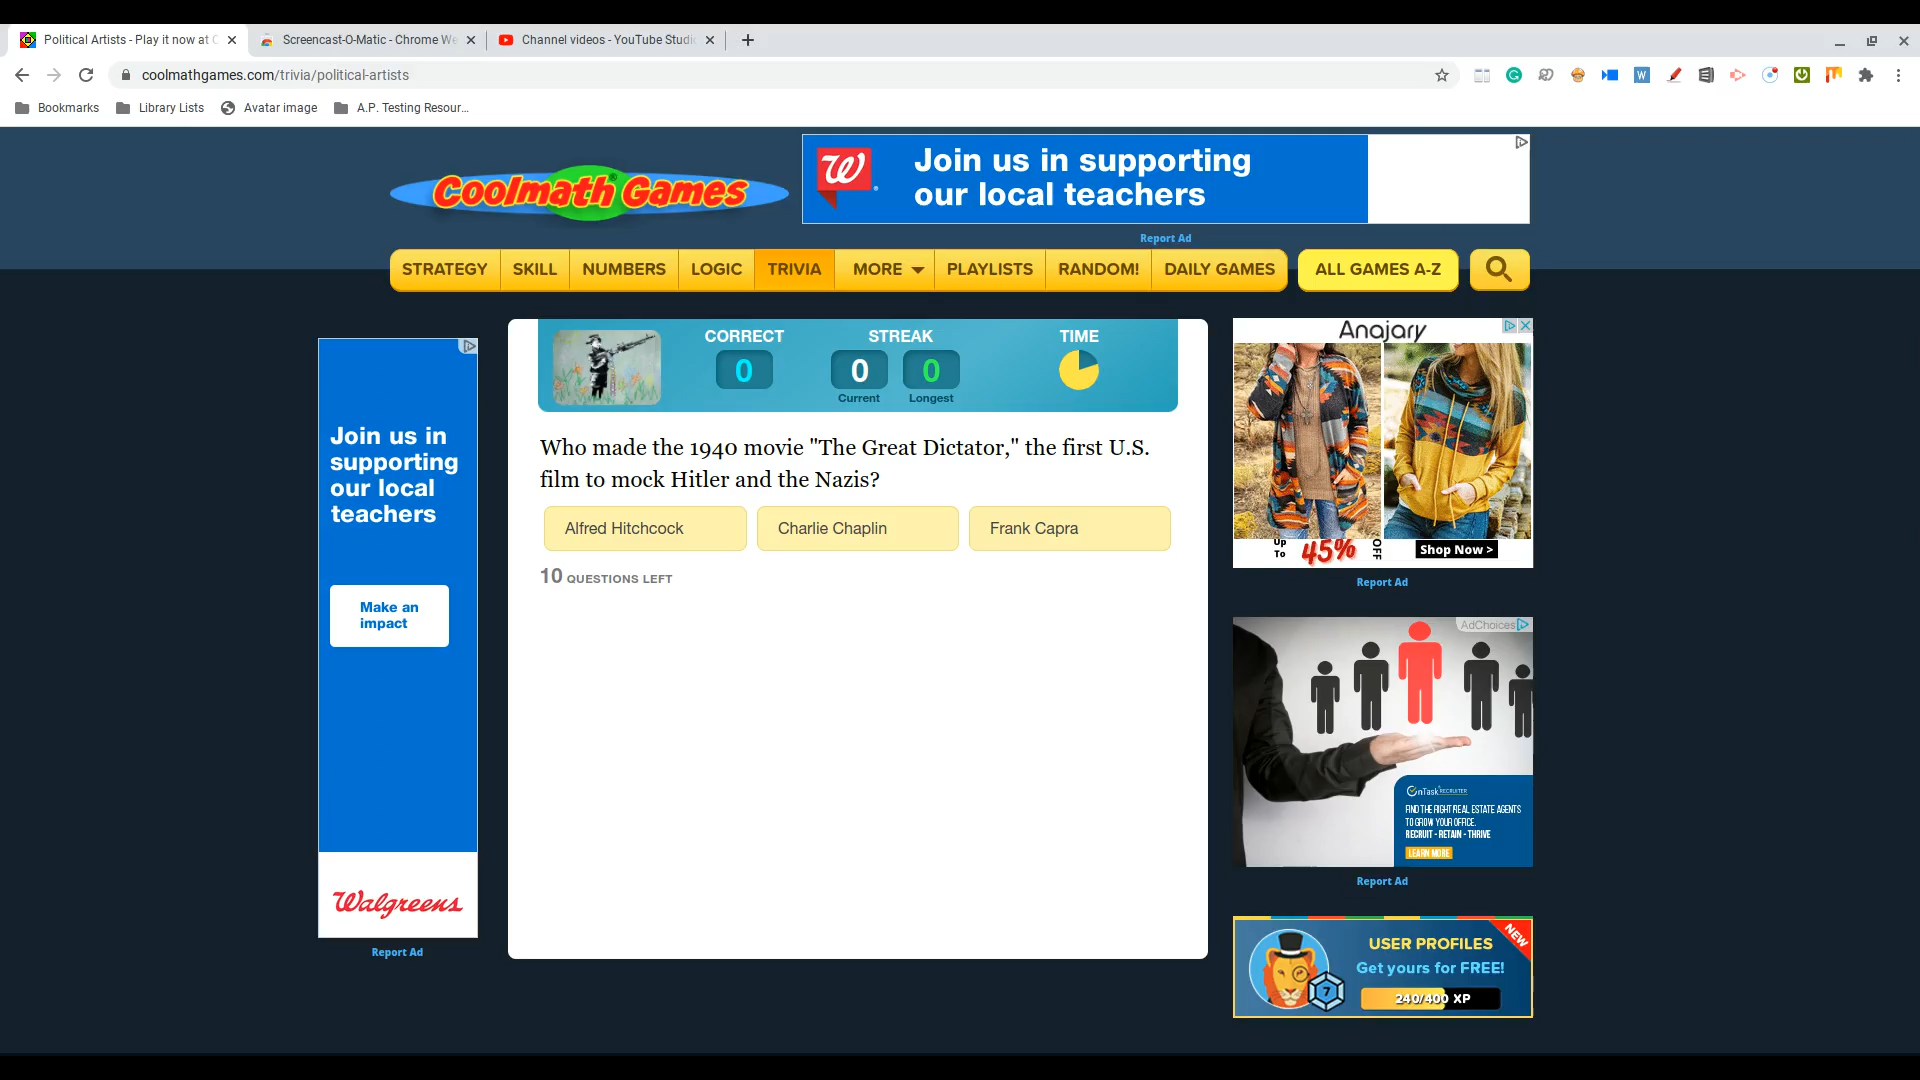 Political Artists - Play it now at C
Screencast-O-Matic - Chrome We
Channel videos - YouTube Studi
coolmathgames.com/trivia/political-artists
Bookmarks
Library Lists
Avatar image
A.P. Testing Resour...
Coolmath Games
Join us in supporting
our local teachers
Report Ad
STRATEGY
SKILL
NUMBERS
LOGIC
TRIVIA
MORE
PLAYLISTS
RANDOM!
DAILY GAMES
ALL GAMES A-Z
Join us in
supporting
our local
teachers
Make an
impact
Walgreens
Report Ad
CORRECT
STREAK
TIME
0
0
0
Current
Longest
Who made the 1940 movie "The Great Dictator," the first U.S.
film to mock Hitler and the Nazis?
Alfred Hitchcock
Charlie Chaplin
Frank Capra
10 QUESTIONS LEFT
Anajary
Up
To
45%
OFF
Shop Now >
Report Ad
AdChoices
OnTask RECRUITER
FIND THE RIGHT REAL ESTATE AGENTS
TO GROW YOUR OFFICE.
RECRUIT - RETAIN - THRIVE
LEARN MORE
Report Ad
NEW
USER PROFILES
Get yours for FREE!
7
240/400 XP